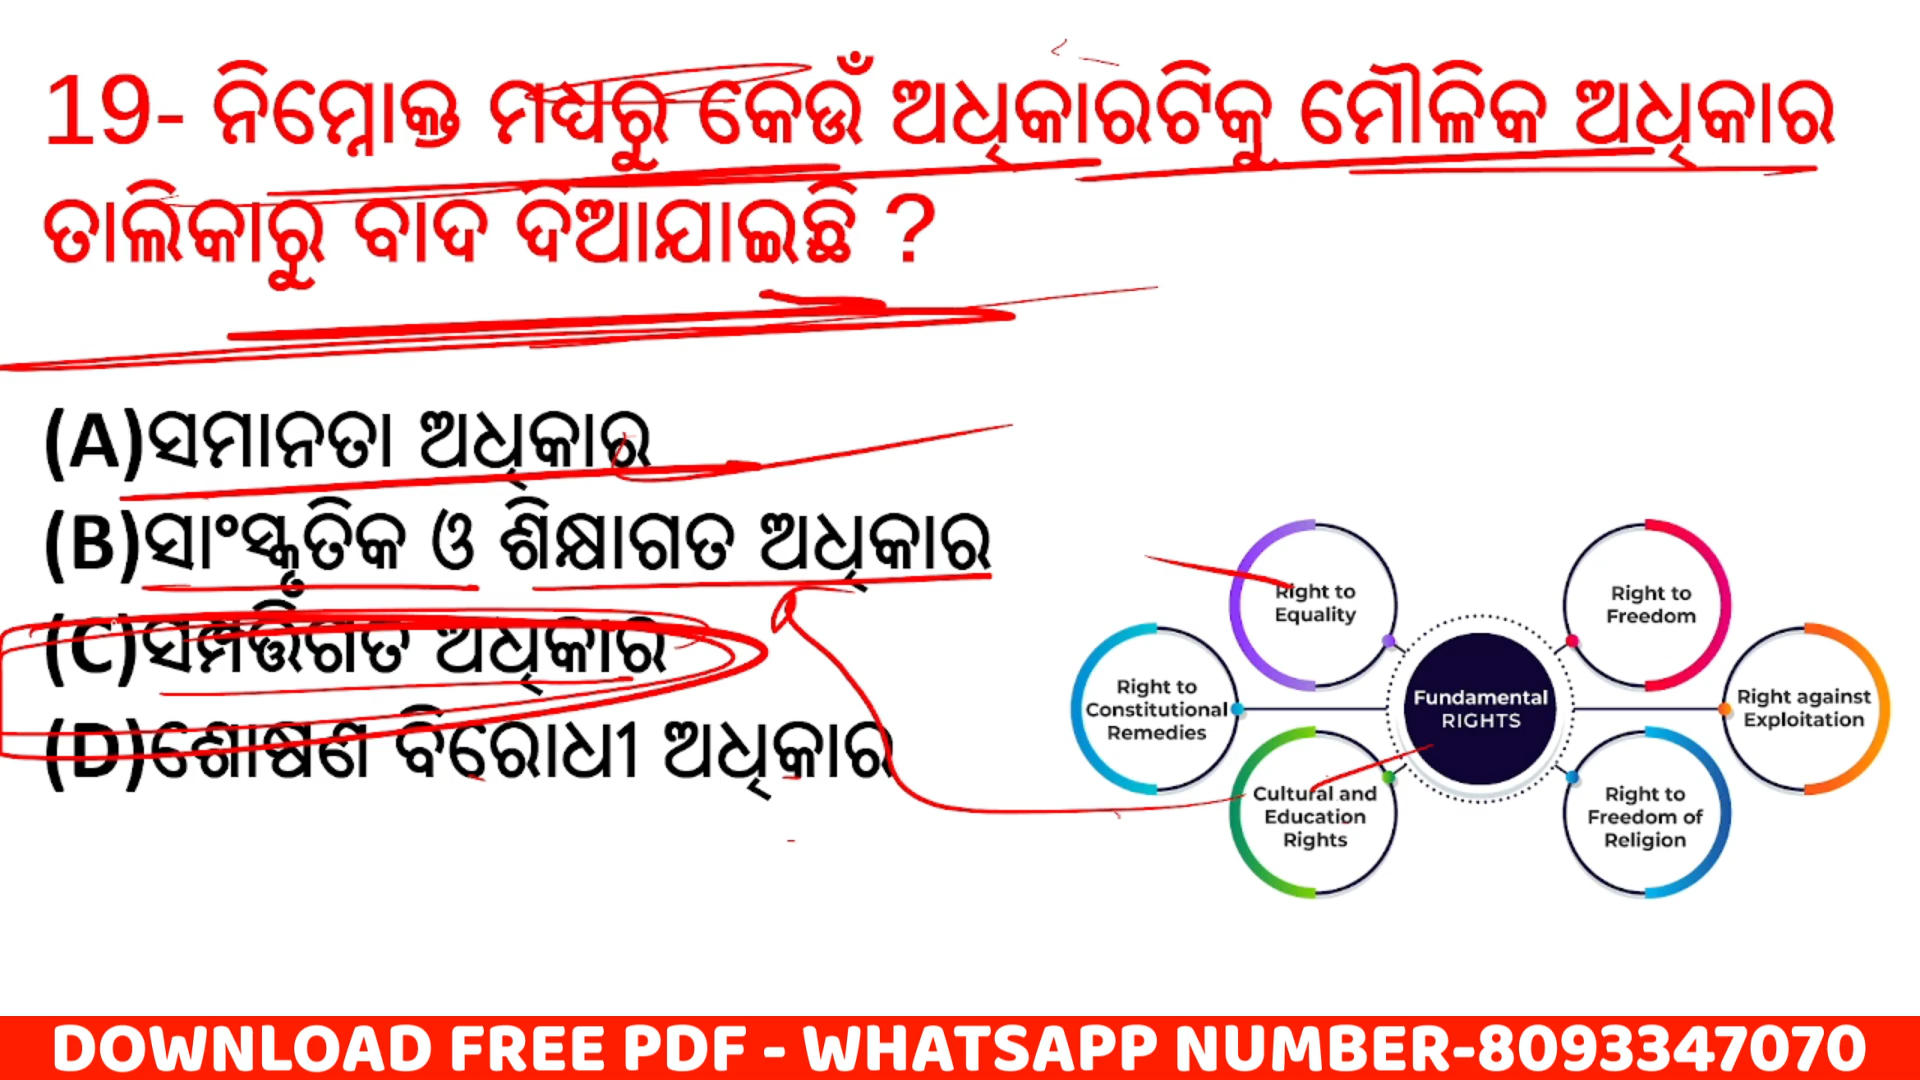 19- ନିମ୍ନୋକ୍ତ ମଧ୍ଯରୁ କେଉଁ ଅଧିକାରଟିକୁ ମୌଳିକ ଅଧିକାର
ତାଲିକାରୁ ବାଦ ଦିଆଯାଇଛି ?
(A)ସମାନତା ଅଧିକାର
(B)ସାଂସ୍କୃତିକ ଓ ଶିକ୍ଷାଗତ ଅଧିକାର
(C)ସମ୍ପତ୍ତିଗତ ଅଧିକାର
(D)ଶୋଷଣ ବିରୋଧୀ ଅଧିକାର
Right to
Equality
Right to
Freedom
Right to
Constitutional
Remedies
Fundamental
RIGHTS
Right against
Exploitation
Cultural and
Education
Rights
Right to
Freedom of
Religion
DOWNLOAD FREE PDF - WHATSAPP NUMBER-8093347070